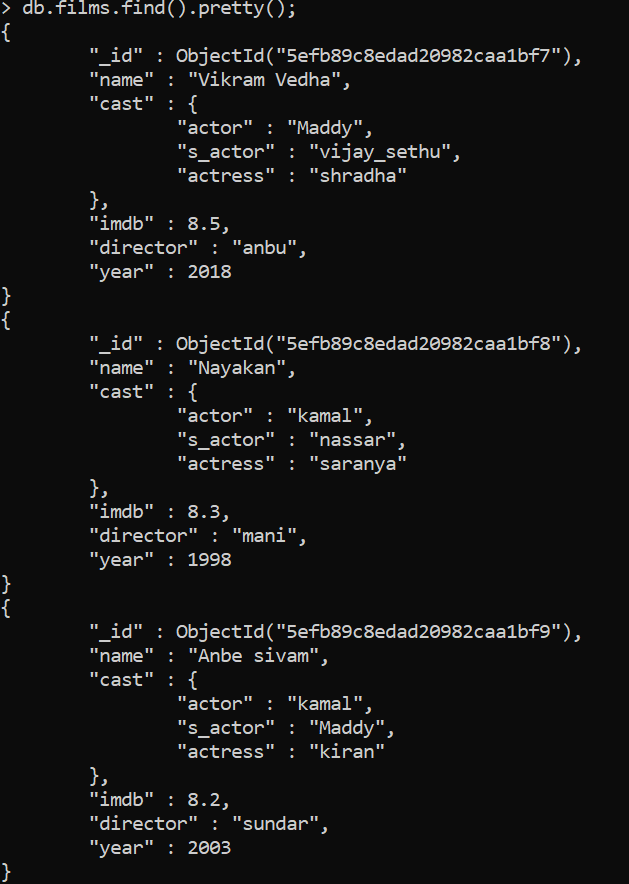 > db.films.find().pretty();
{
        "_id" : ObjectId("5efb89c8edad20982caa1bf7"),
        "name" : "Vikram Vedha",
        "cast" : {
                "actor" : "Maddy",
                "s_actor" : "vijay_sethu",
                "actress" : "shradha"
        },
        "imdb" : 8.5,
        "director" : "anbu",
        "year" : 2018
}
{
        "_id" : ObjectId("5efb89c8edad20982caa1bf8"),
        "name" : "Nayakan",
        "cast" : {
                "actor" : "kamal",
                "s_actor" : "nassar",
                "actress" : "saranya"
        },
        "imdb" : 8.3,
        "director" : "mani",
        "year" : 1998
}
{
        "_id" : ObjectId("5efb89c8edad20982caa1bf9"),
        "name" : "Anbe sivam",
        "cast" : {
                "actor" : "kamal",
                "s_actor" : "Maddy",
                "actress" : "kiran"
        },
        "imdb" : 8.2,
        "director" : "sundar",
        "year" : 2003
}